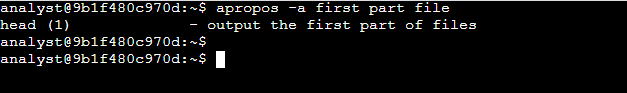 analyst@9b1f480c970d:~$ apropos -a first part file
head (1)             - output the first part of files
analyst@9b1f480c970d:~$
analyst@9b1f480c970d:~$